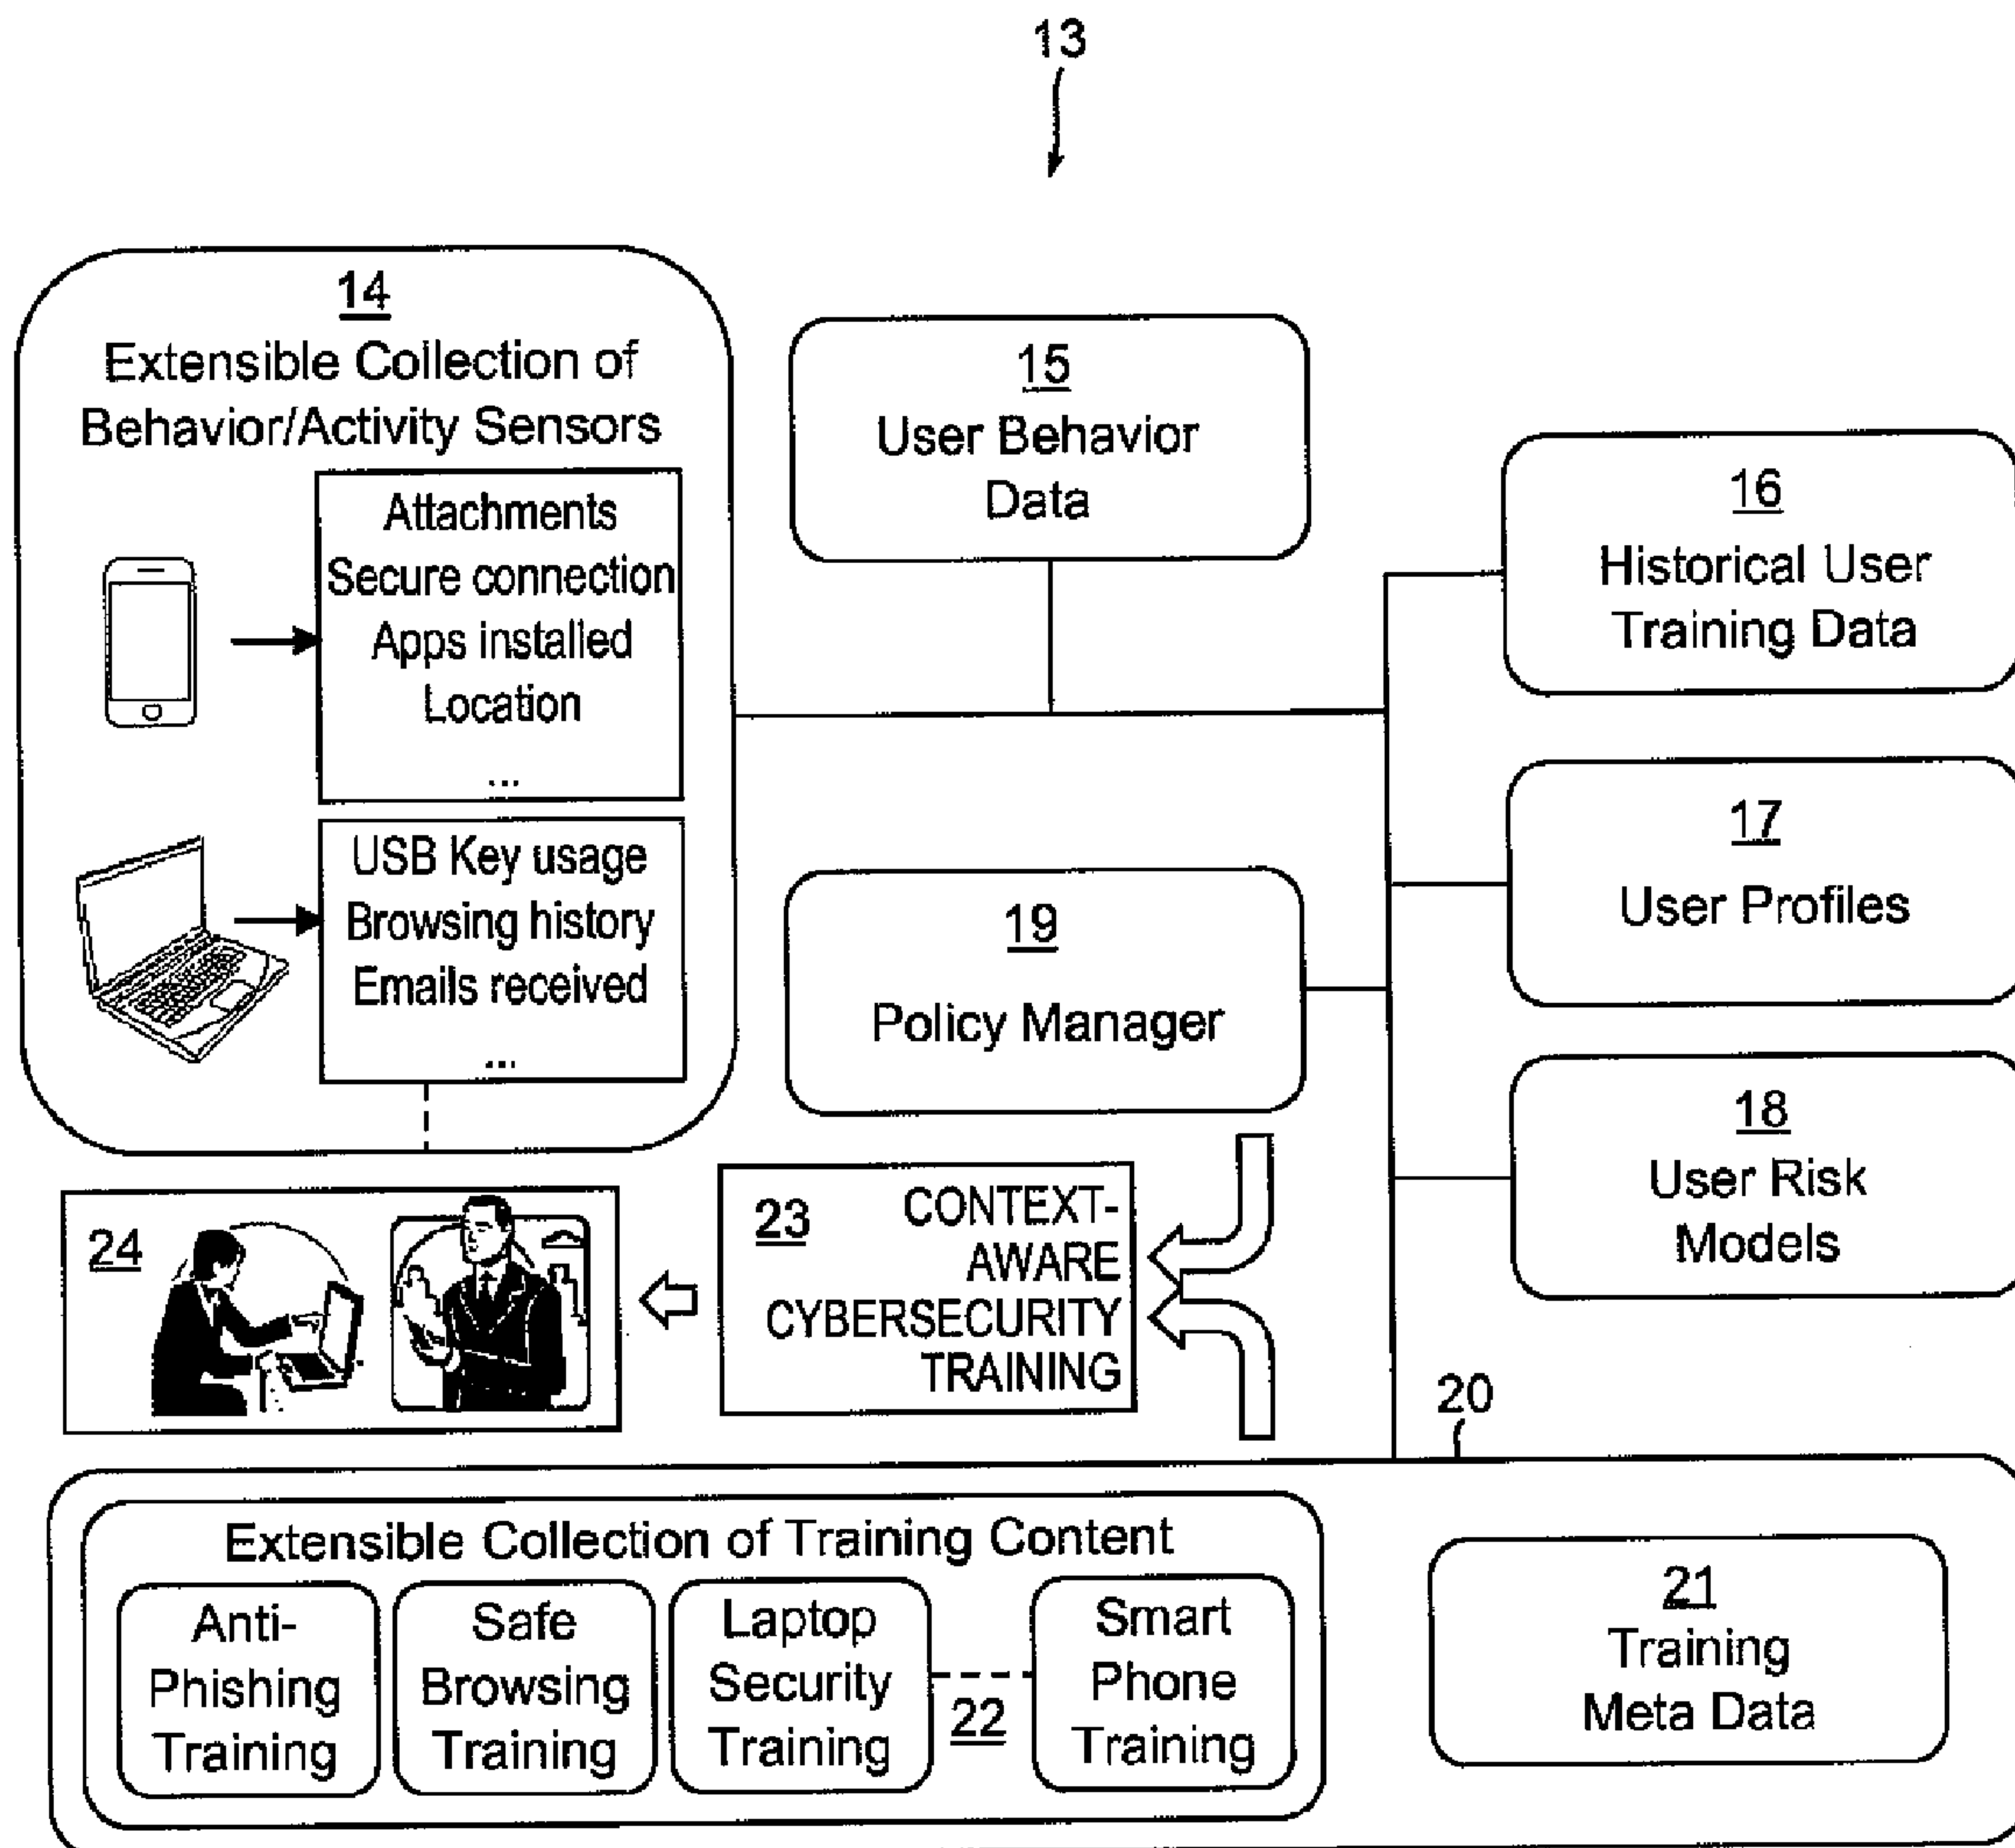 13
14
Extensible Collection of
Behavior/Activity Sensors
Attachments
Secure connection
Apps installed
Location
...
USB Key usage
Browsing history
Emails received
...
15
User Behavior
Data
16
Historical User
Training Data
17
User Profiles
18
User Risk
Models
19
Policy Manager
23
CONTEXT-
AWARE
CYBERSECURITY
TRAINING
24
20
Extensible Collection of Training Content
Anti-
Phishing
Training
Safe
Browsing
Training
Laptop
Security
Training
22
Smart
Phone
Training
21
Training
Meta Data